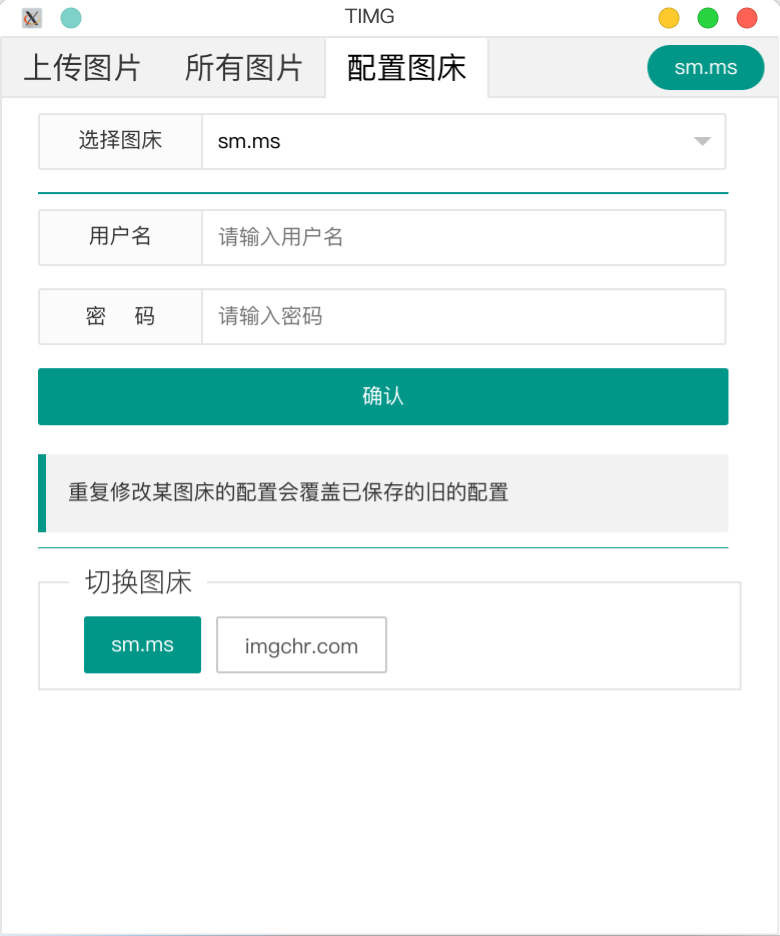 TIMG
上传图片 所有图片 配置图床 sm.ms
选择图床 sm.ms
用户名 请输入用户名
密 码 请输入密码
确认
重复修改某图床的配置会覆盖已保存的旧的配置
切换图床
sm.ms imgchr.com